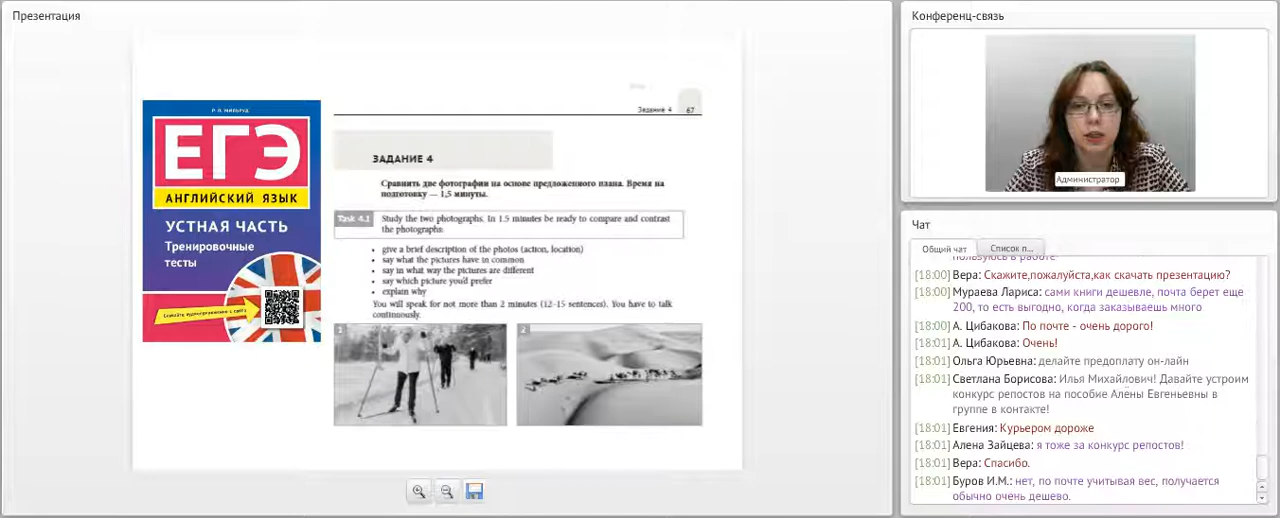 Презентация
Р. П. МИЛЬРУД
ЕГЭ
АНГЛИЙСКИЙ ЯЗЫК
УСТНАЯ ЧАСТЬ
Тренировочные
тесты
Задание 4 67
ЗАДАНИЕ 4
Сравнить две фотографии на основе предложенного плана. Время на
подготовку — 1,5 минуты.
Task 4.1
Study the two photographs. In 1.5 minutes be ready to compare and contrast
the photographs:
• give a brief description of the photos (action, location)
• say what the pictures have in common
• say in what way the pictures are different
• say which picture you'd prefer
• explain why
You will speak for not more than 2 minutes (12–15 sentences). You have to talk
continuously.
1
2
Конференц-связь
Администратор
Чат
Общий чат
Список п...
пользуюсь в работе
[18:00] Вера: Скажите,пожалуйста,как скачать презентацию?
[18:00] Мураева Лариса: сами книги дешевле, почта берет еще
200, то есть выгодно, когда заказываешь много
[18:00] А. Цибакова: По почте - очень дорого!
[18:01] А. Цибакова: Очень!
[18:01] Ольга Юрьевна: делайте предоплату он-лайн
[18:01] Светлана Борисова: Илья Михайлович! Давайте устроим
конкурс репостов на пособие Алёны Евгеньевны в
группе в контакте!
[18:01] Евгения: Курьером дороже
[18:01] Алена Зайцева: я тоже за конкурс репостов!
[18:01] Вера: Спасибо.
[18:01] Буров И.М.: нет, по почте учитывая вес, получается
обычно очень дешево.